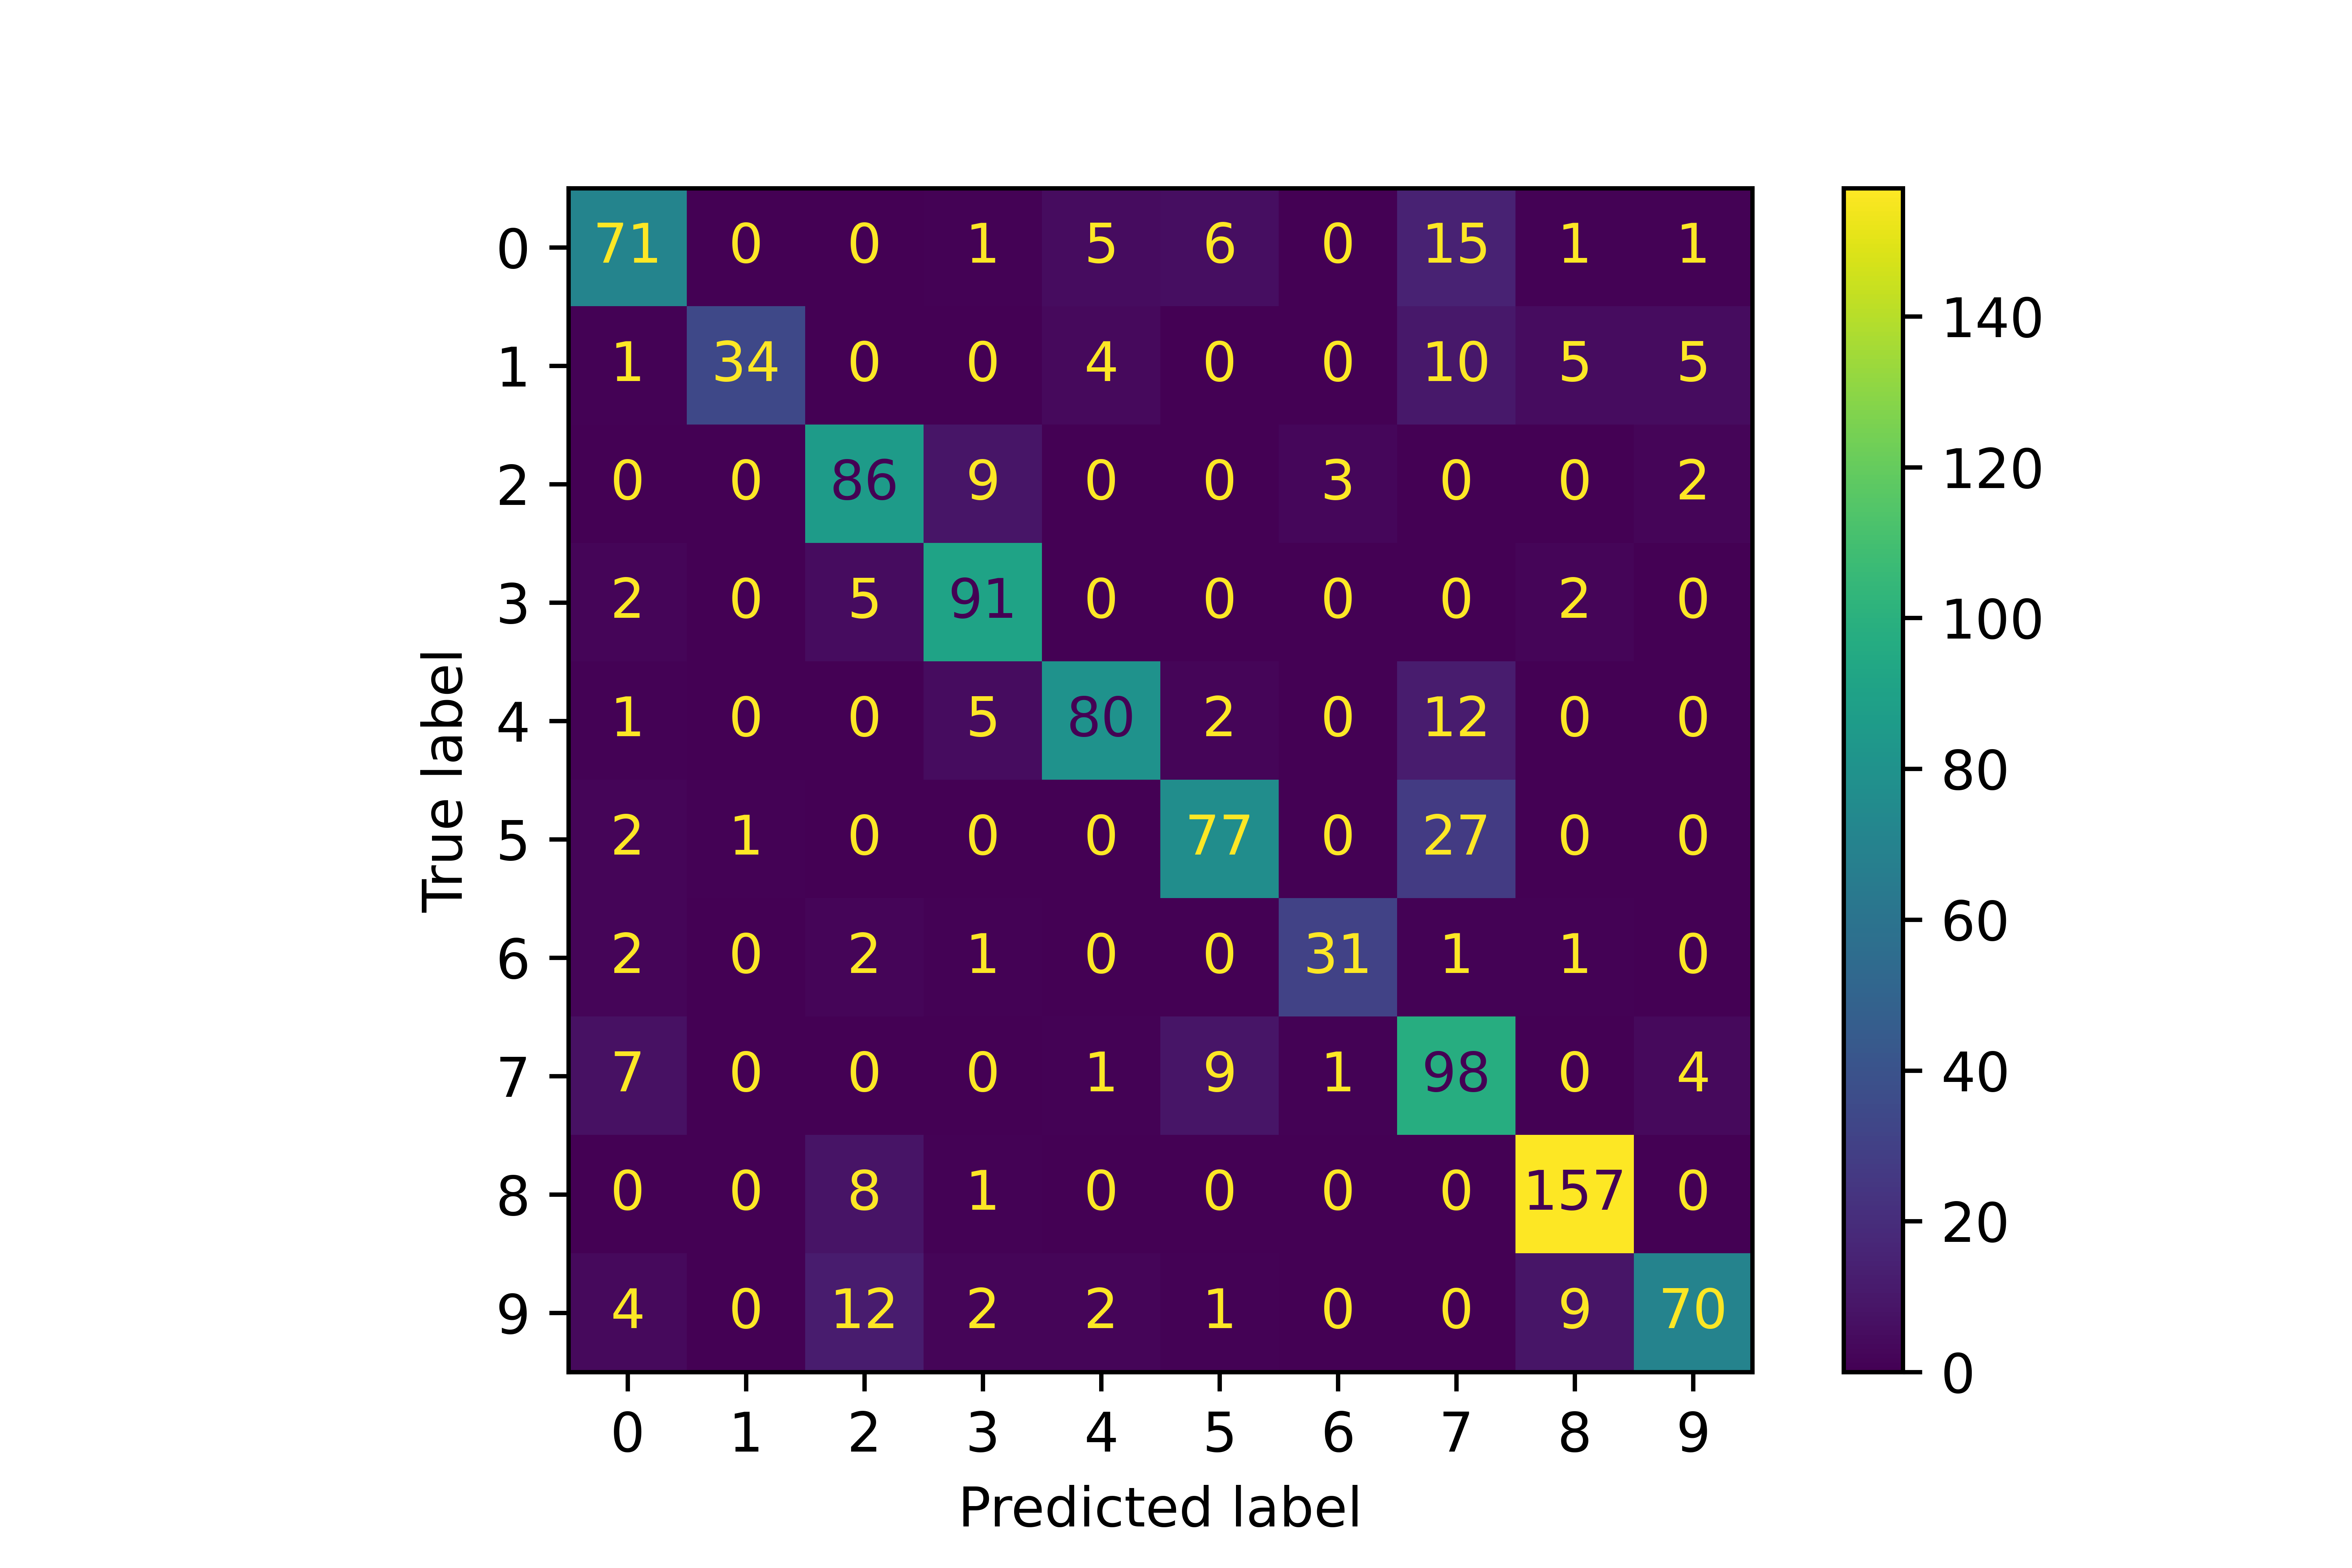 0 71 0 0 1 5 6 0 15 1 1
1 1 34 0 0 4 0 0 10 5 5
2 0 0 86 9 0 0 3 0 0 2
3 2 0 5 91 0 0 0 0 2 0
4 1 0 0 5 80 2 0 12 0 0
5 2 1 0 0 0 77 0 27 0 0
6 2 0 2 1 0 0 31 1 1 0
7 7 0 0 0 1 9 1 98 0 4
8 0 0 8 1 0 0 0 0 157 0
9 4 0 12 2 2 1 0 0 9 70
0 1 2 3 4 5 6 7 8 9
Predicted label
True label
140
120
100
80
60
40
20
0